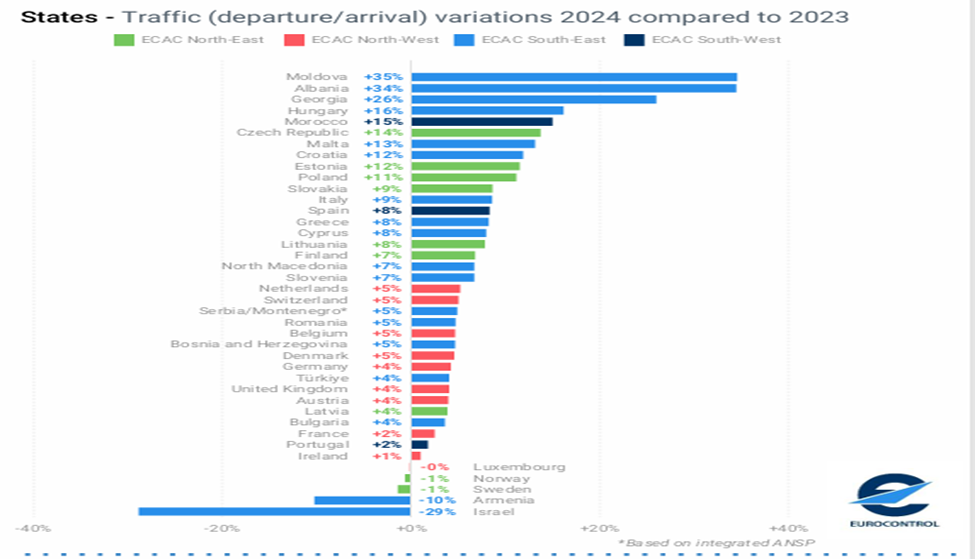 States - Traffic (departure/arrival) variations 2024 compared to 2023
ECAC North-East ECAC North-West ECAC South-East ECAC South-West
Moldova +35%
Albania +34%
Georgia +26%
Hungary +16%
Morocco +15%
Czech Republic +14%
Malta +13%
Croatia +12%
Estonia +12%
Poland +11%
Slovakia +9%
Italy +9%
Spain +8%
Greece +8%
Cyprus +8%
Lithuania +8%
Finland +7%
North Macedonia +7%
Slovenia +7%
Netherlands +5%
Switzerland +5%
Serbia/Montenegro* +5%
Romania +5%
Belgium +5%
Bosnia and Herzegovina +5%
Denmark +5%
Germany +4%
Türkiye +4%
United Kingdom +4%
Austria +4%
Latvia +4%
Bulgaria +4%
France +2%
Portugal +2%
Ireland +1%
-0% Luxembourg
-1% Norway
-1% Sweden
-10% Armenia
-29% Israel
EUROCONTROL
-40% -20% +0% +20% +40%
*Based on integrated ANSP